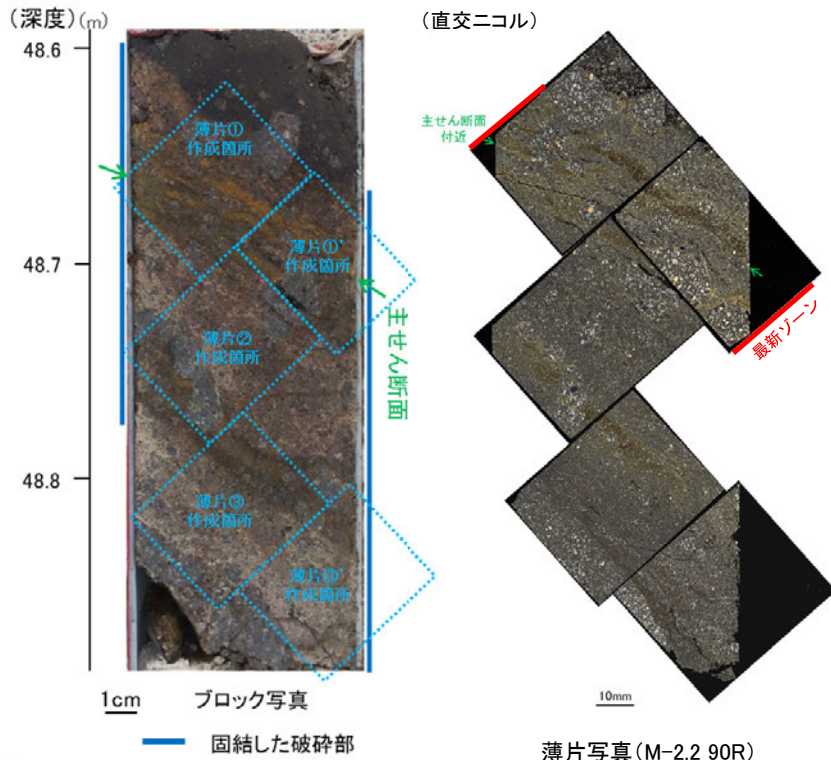 (深度)(m)
(直交ニコル)
48.6
48.7
48.8
薄片①
作成箇所
薄片①'
作成箇所
薄片②
作成箇所
薄片③
作成箇所
薄片③'
作成箇所
主せん断面
主せん断面
付近
最新ゾーン
1cm
ブロック写真
10mm
固結した破砕部
薄片写真(M-2.2 90R)